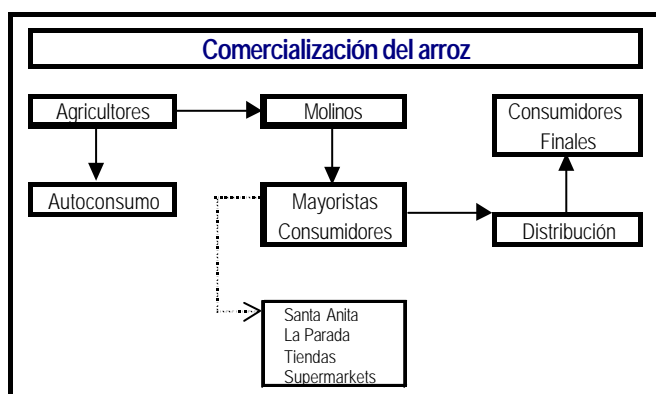 Comercialización del arroz
Agricultores
Molinos
Consumidores
Finales
Autoconsumo
Mayoristas
Consumidores
Distribución
Santa Anita
La Parada
Tiendas
Supermarkets